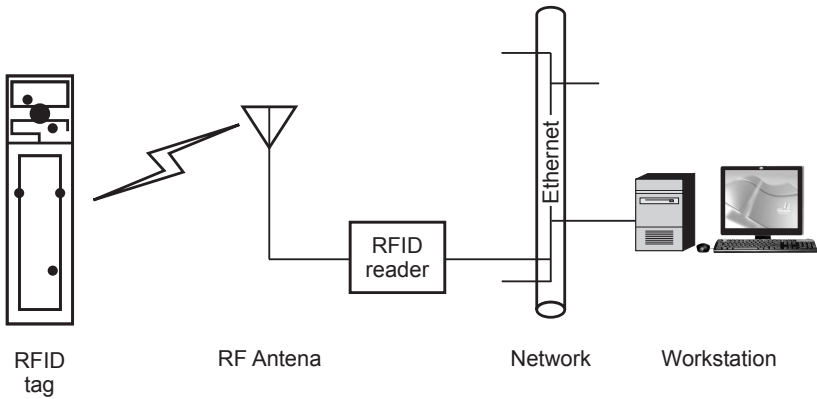 Ethernet
RFID
reader
RFID
tag
RF Antena
Network
Workstation